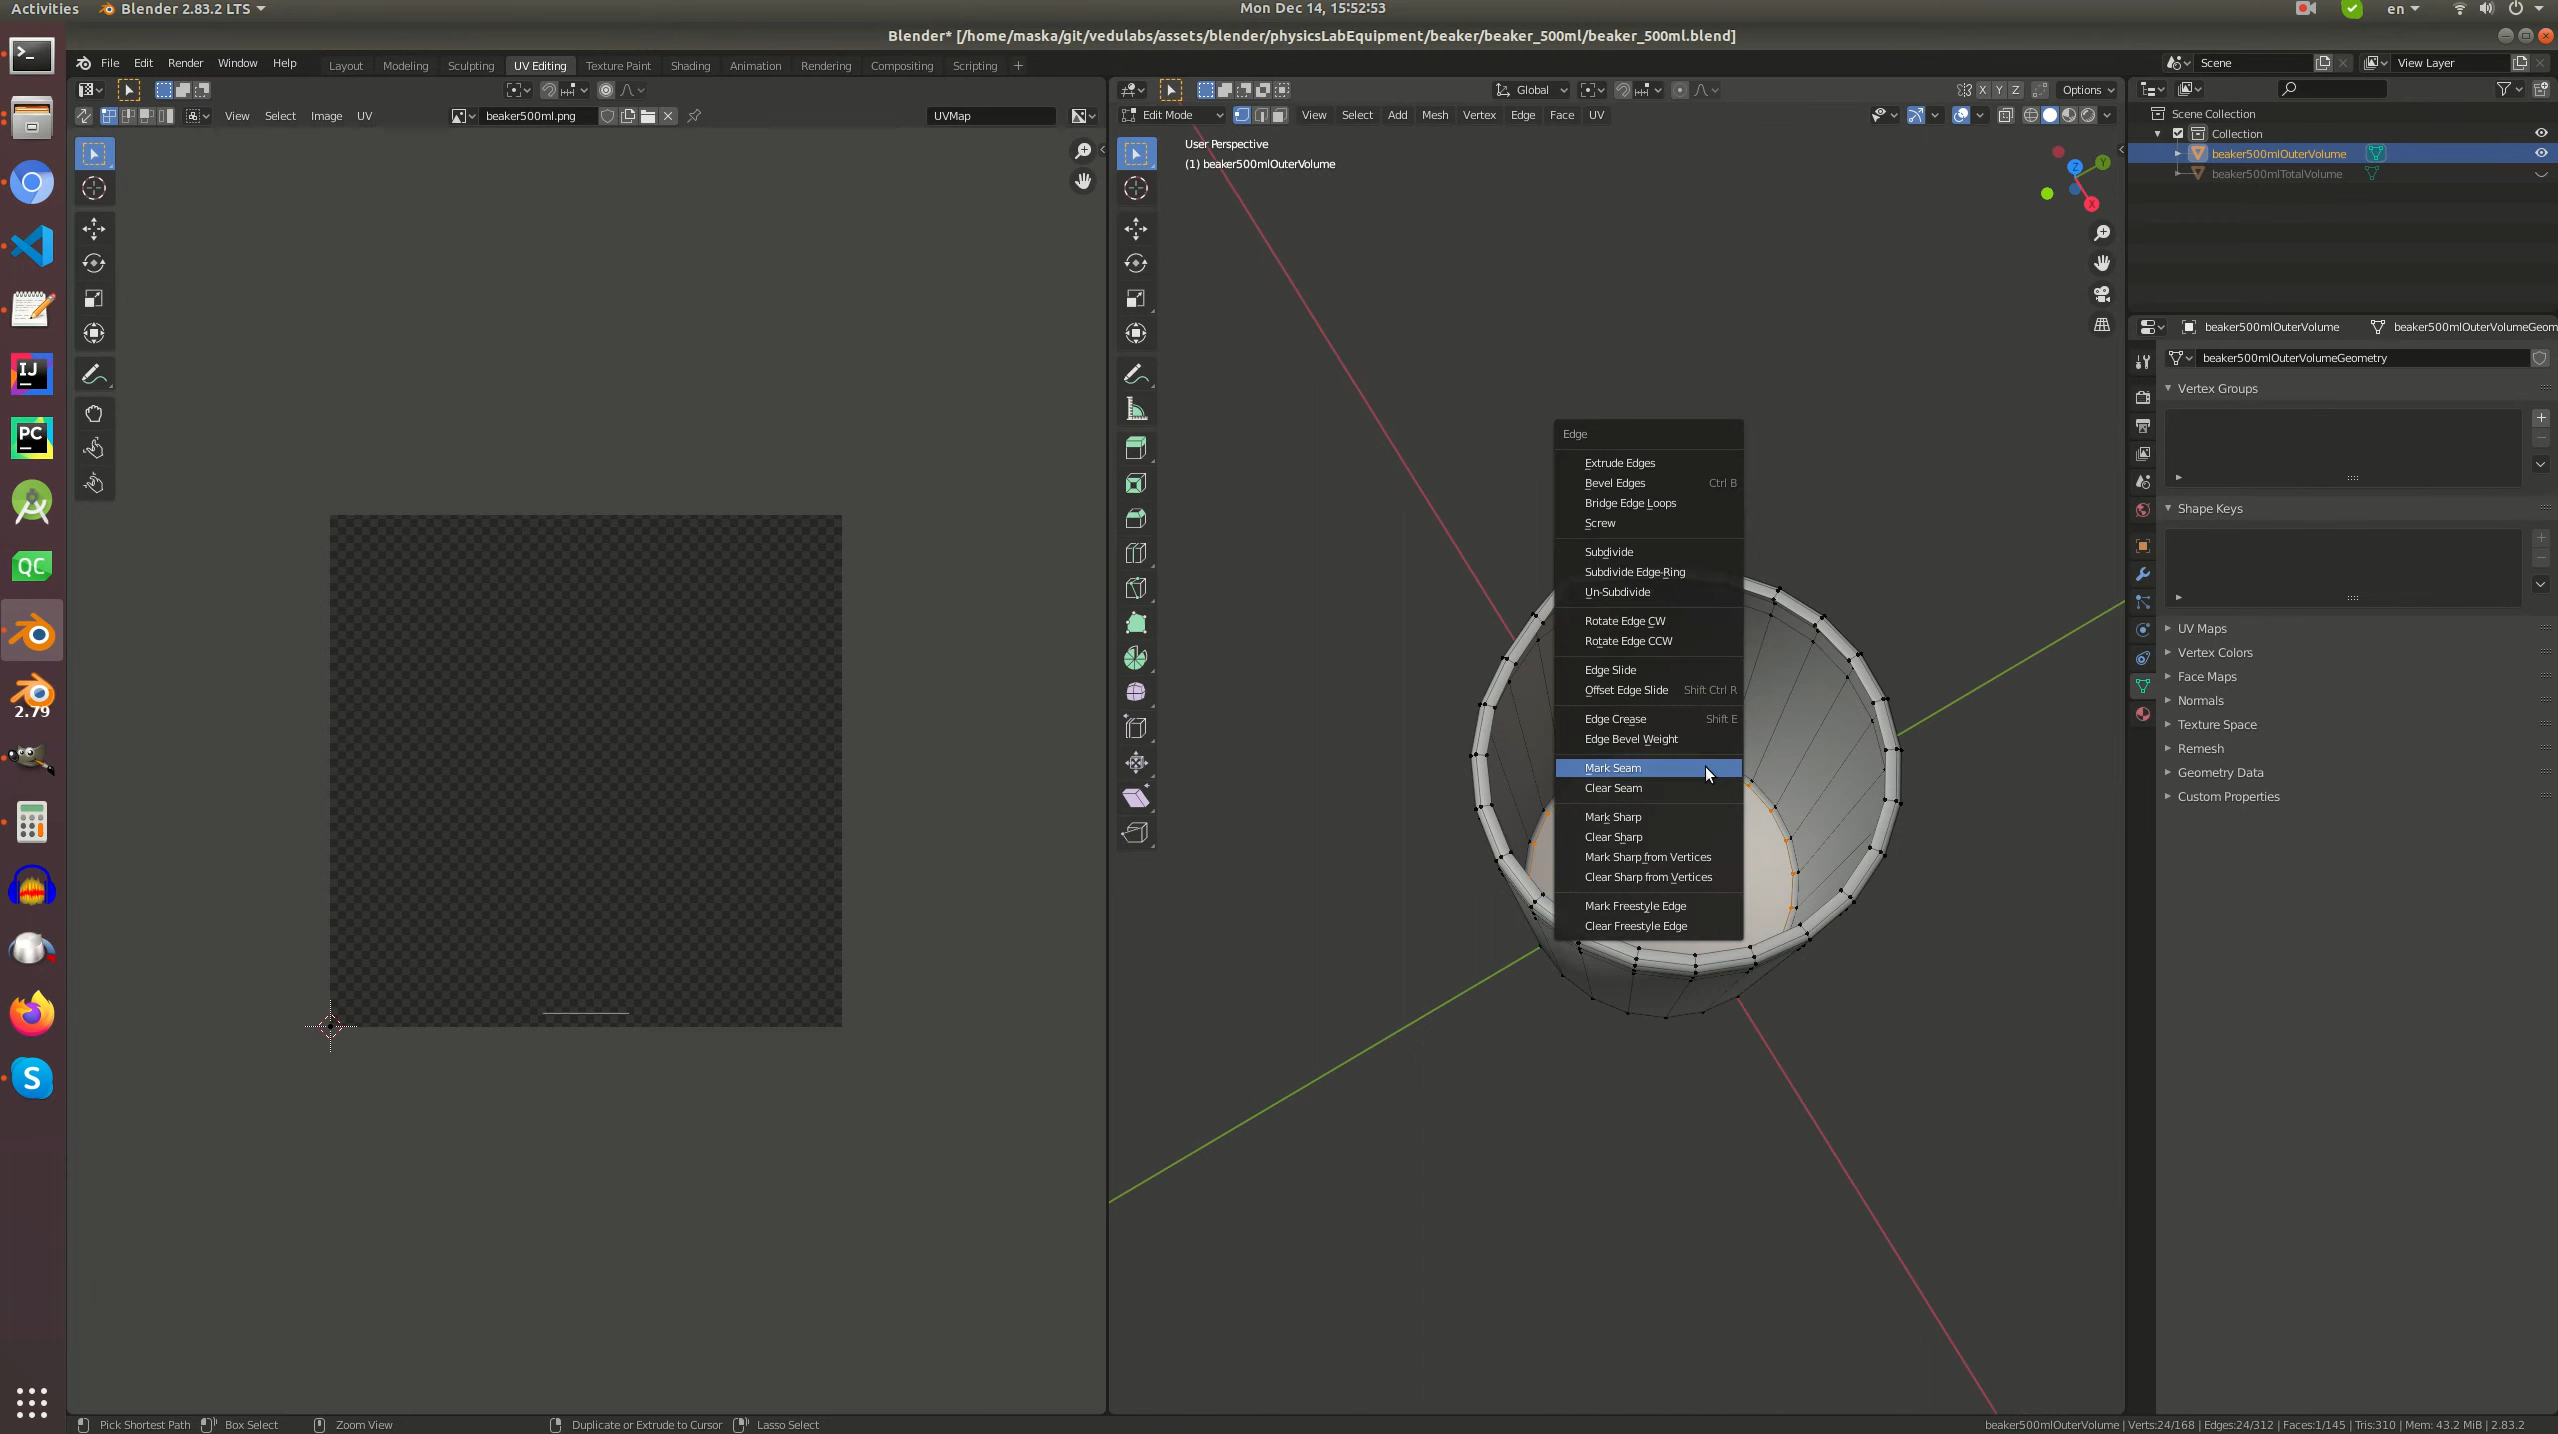 Activities
Blender 2.83.2 LTS
Mon Dec 14, 15:52:53
en
Blender* [/home/maska/git/vedulabs/assets/blender/physicsLabEquipment/beaker/beaker_500ml/beaker_500ml.blend]
File Edit Render Window Help
Layout Modeling Sculpting UV Editing Texture Paint Shading Animation Rendering Compositing Scripting +
Scene
View Layer
Global
X Y Z
Options
View Select Image UV
beaker500ml.png
UVMap
Edit Mode
View Select Add Mesh Vertex Edge Face UV
User Perspective
(1) beaker500mlOuterVolume
Z
Y
X
Scene Collection
Collection
beaker500mlOuterVolume
beaker500mlTotalVolume
beaker500mlOuterVolume
beaker500mlOuterVolumeGeom
beaker500mlOuterVolumeGeometry
Vertex Groups
Shape Keys
UV Maps
Vertex Colors
Face Maps
Normals
Texture Space
Remesh
Geometry Data
Custom Properties
Edge
Extrude Edges
Bevel Edges Ctrl B
Bridge Edge Loops
Screw
Subdivide
Subdivide Edge-Ring
Un-Subdivide
Rotate Edge CW
Rotate Edge CCW
Edge Slide
Offset Edge Slide Shift Ctrl R
Edge Crease Shift E
Edge Bevel Weight
Mark Seam
Clear Seam
Mark Sharp
Clear Sharp
Mark Sharp from Vertices
Clear Sharp from Vertices
Mark Freestyle Edge
Clear Freestyle Edge
IJ
PC
QC
2.79
S
Pick Shortest Path
Box Select
Zoom View
Duplicate or Extrude to Cursor
Lasso Select
beaker500mlOuterVolume | Verts:24/168 | Edges:24/312 | Faces:1/145 | Tris:310 | Mem: 43.2 MiB | 2.83.2